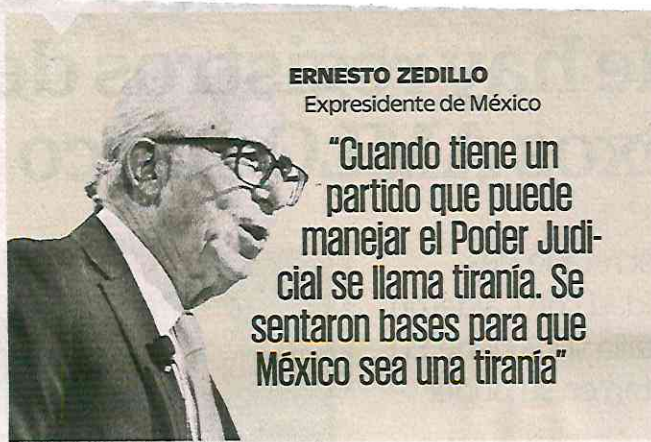 ERNESTO ZEDILLO
Expresidente de México
“Cuando tiene un
partido que puede
manejar el Poder Judi-
cial se llama tiranía. Se
sentaron bases para que
México sea una tiranía”